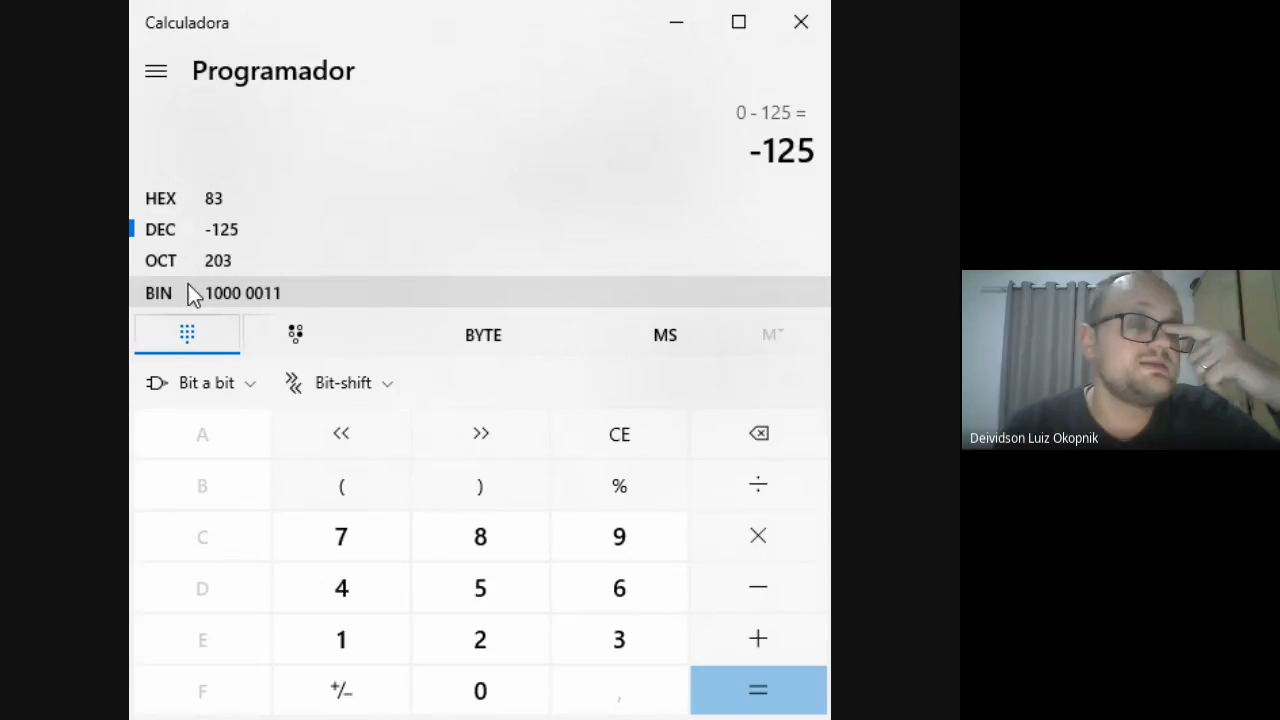 Calculadora
Programador
0 - 125 =
-125
HEX 83
DEC -125
OCT 203
BIN 1000 0011
BYTE MS M˅
Bit a bit Bit-shift
A << >> CE
B ( ) % ÷
C 7 8 9 ×
D 4 5 6 −
E 1 2 3 +
F +/− 0 , =
Deividson Luiz Okopnik